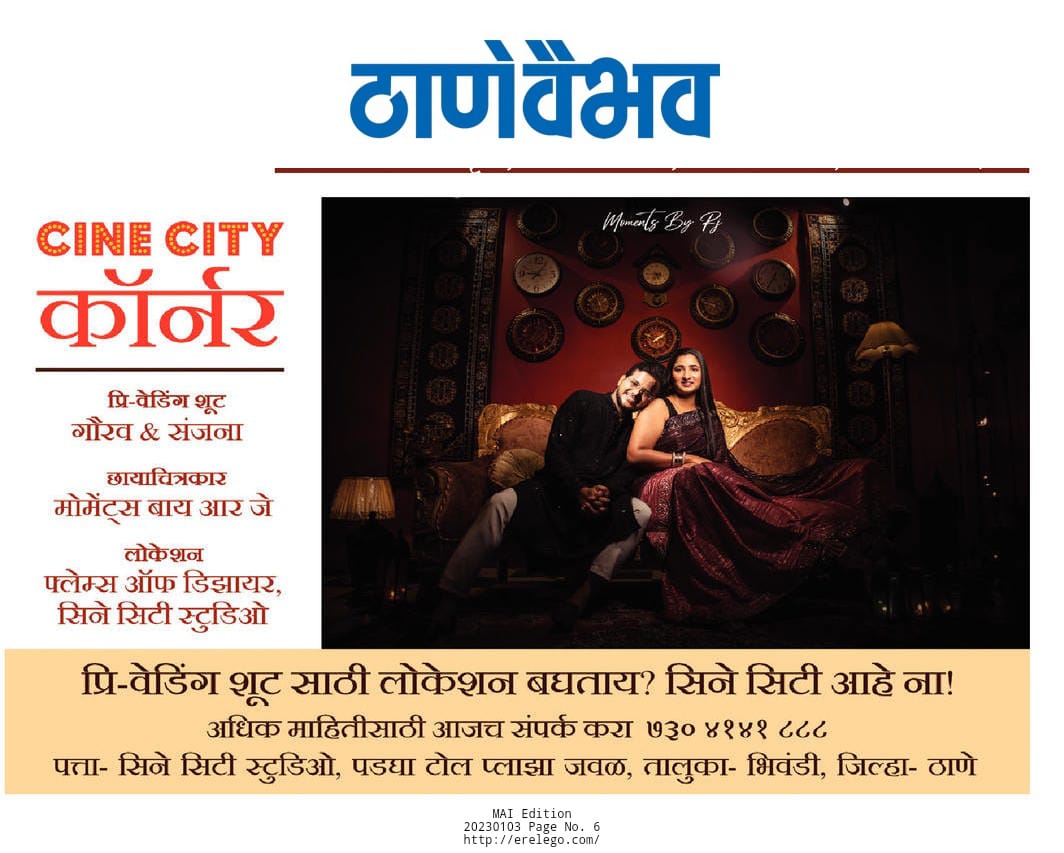 ठाणेवैभव
Moments By Rj
CINE CITY
कॉर्नर
प्रि-वेडिंग शूट
गौरव & संजना
छायाचित्रकार
मोमेंट्स बाय आर जे
लोकेशन
फ्लेम्स ऑफ डिझायर,
सिने सिटी स्टुडिओ
प्रि-वेडिंग शूट साठी लोकेशन बघताय? सिने सिटी आहे ना!
अधिक माहितीसाठी आजच संपर्क करा ७३० ४१४१ ८८८
पत्ता- सिने सिटी स्टुडिओ, पडघा टोल प्लाझा जवळ, तालुका- भिवंडी, जिल्हा- ठाणे
MAI Edition
20230103 Page No. 6
http://erelego.com/